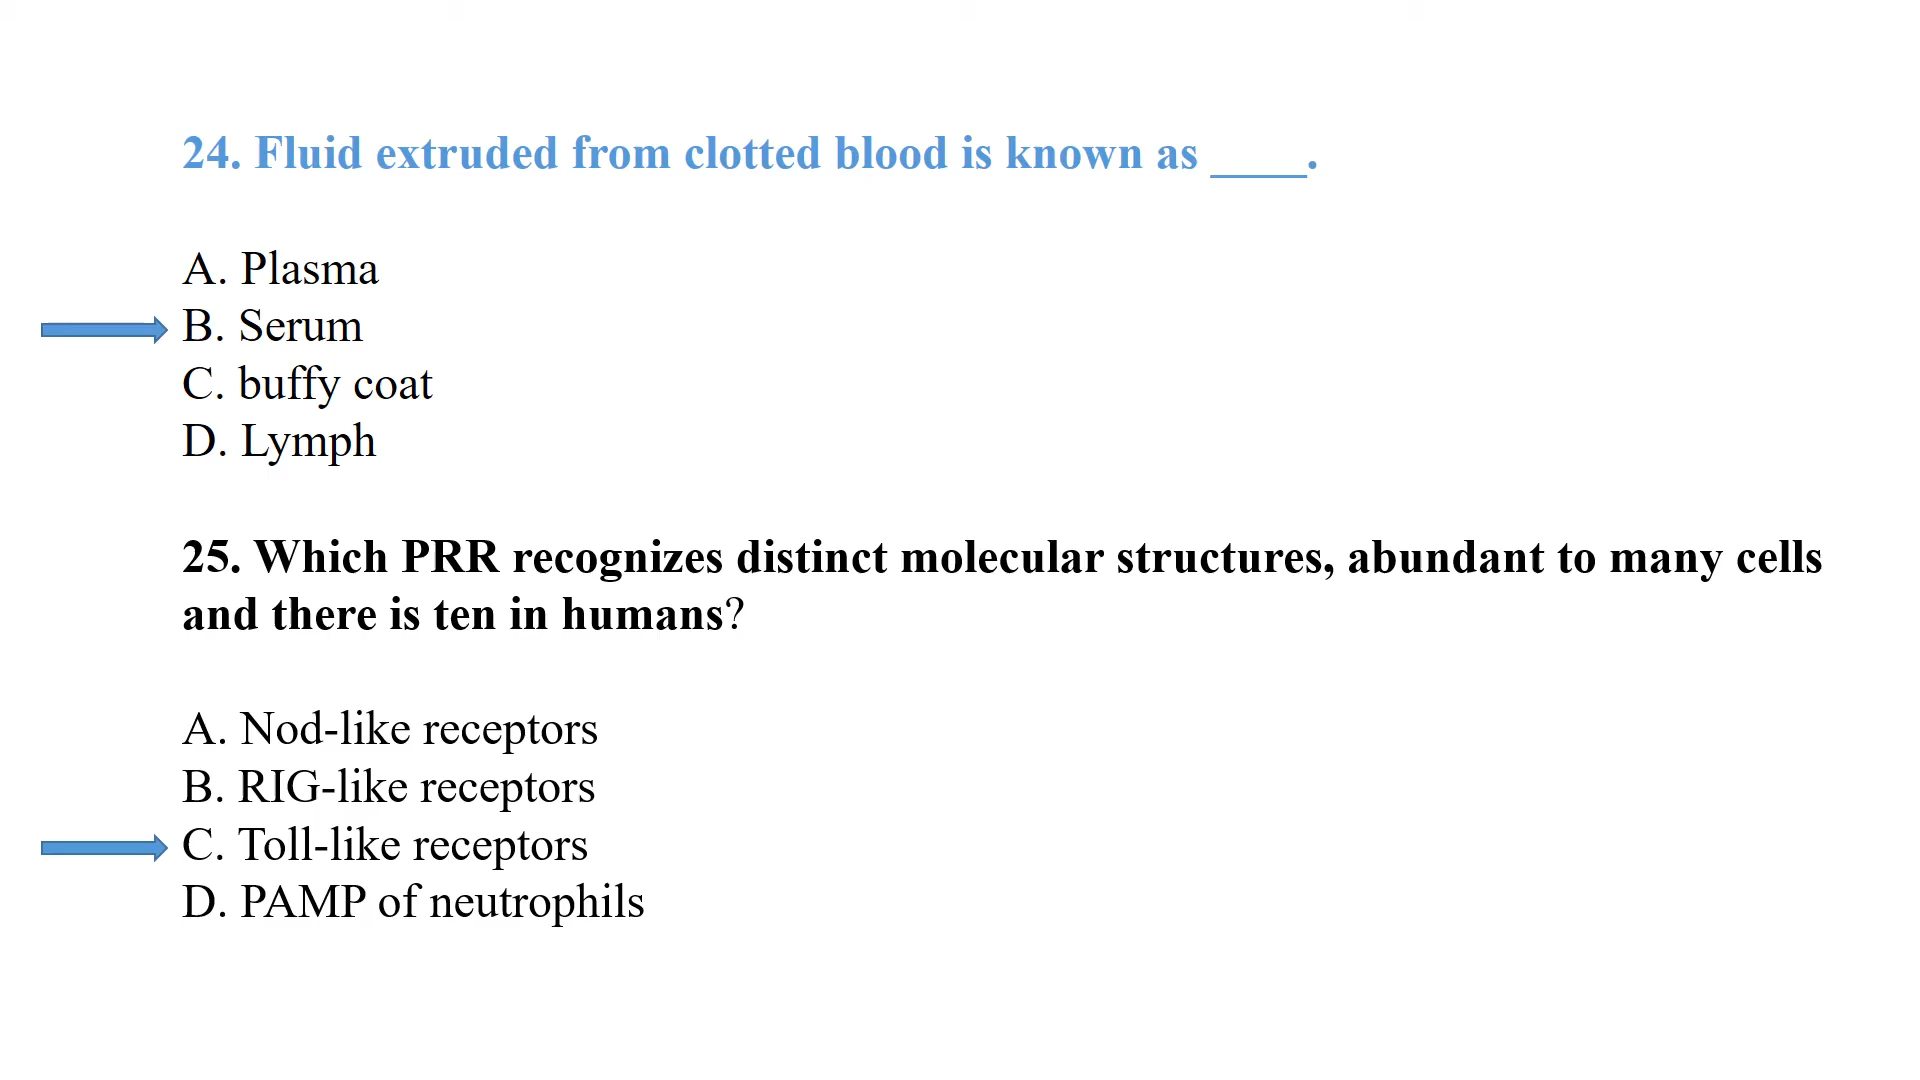 24. Fluid extruded from clotted blood is known as ____.
A. Plasma
B. Serum
C. buffy coat
D. Lymph
25. Which PRR recognizes distinct molecular structures, abundant to many cells
and there is ten in humans?
A. Nod-like receptors
B. RIG-like receptors
C. Toll-like receptors
D. PAMP of neutrophils